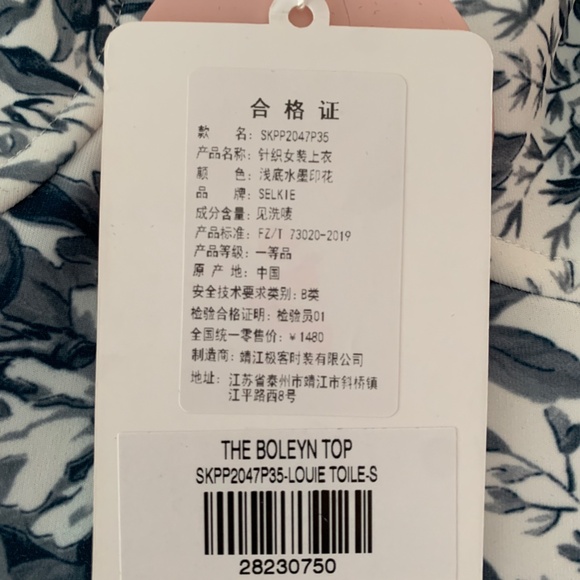 合格证
款 名：SKPP2047P35
产品名称：针织女装上衣
颜 色：浅底水墨印花
品 牌：SELKIE
成分含量：见洗唛
产品标准：FZ/T 73020-2019
产品等级：一等品
原 产 地：中国
安全技术要求类别：B类
检验合格证明：检验员01
全国统一零售价：￥1480
制造商：靖江极客时装有限公司
地址：江苏省泰州市靖江市斜桥镇
江平路西8号
THE BOLEYN TOP
SKPP2047P35-LOUIE TOILE-S
28230750